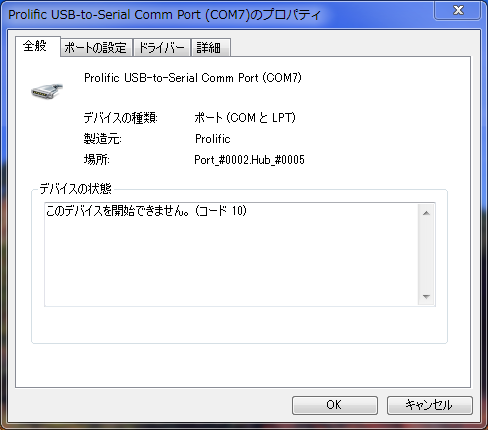 Prolific USB-to-Serial Comm Port (COM7)のプロパティ
全般 ポートの設定 ドライバー 詳細
Prolific USB-to-Serial Comm Port (COM7)
デバイスの種類: ポート (COM と LPT)
製造元: Prolific
場所: Port_#0002.Hub_#0005
デバイスの状態
このデバイスを開始できません。 (コード 10)
OK キャンセル